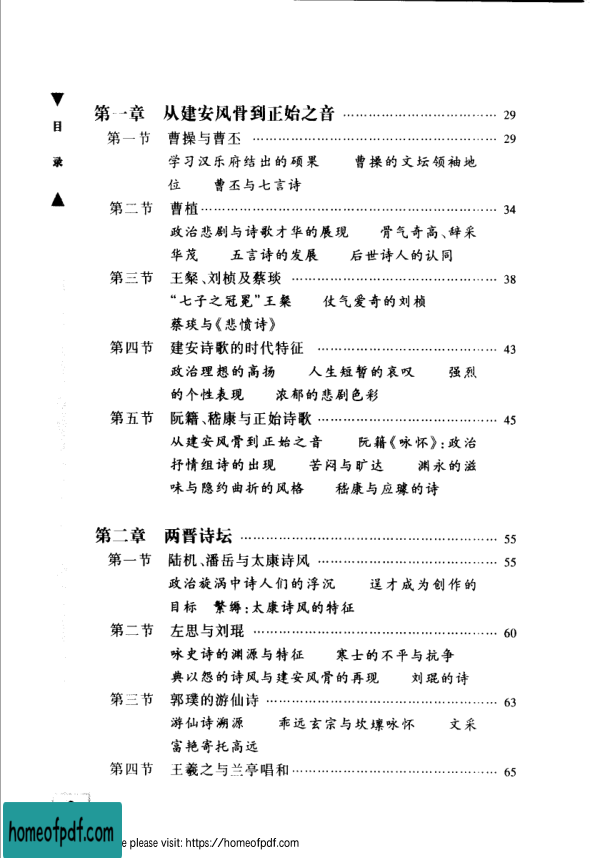 目
录
第一章 从建安风骨到正始之音 …… 29
第一节 曹操与曹丕 …… 29
学习汉乐府结出的硕果 曹操的文坛领袖地
位 曹丕与七言诗
第二节 曹植 …… 34
政治悲剧与诗歌才华的展现 骨气奇高、辞采
华茂 五言诗的发展 后世诗人的认同
第三节 王粲、刘桢及蔡琰 …… 38
“七子之冠冕”王粲 仗气爱奇的刘桢
蔡琰与《悲愤诗》
第四节 建安诗歌的时代特征 …… 43
政治理想的高扬 人生短暂的哀叹 强烈
的个性表现 浓郁的悲剧色彩
第五节 阮籍、嵇康与正始诗歌 …… 45
从建安风骨到正始之音 阮籍《咏怀》:政治
抒情组诗的出现 苦闷与旷达 渊永的滋
味与隐约曲折的风格 嵇康与应璩的诗
第二章 两晋诗坛 …… 55
第一节 陆机、潘岳与太康诗风 …… 55
政治旋涡中诗人们的浮沉 逞才成为创作的
目标 繁缛:太康诗风的特征
第二节 左思与刘琨 …… 60
咏史诗的渊源与特征 寒士的不平与抗争
典以怨的诗风与建安风骨的再现 刘琨的诗
第三节 郭璞的游仙诗 …… 63
游仙诗溯源 乖远玄宗与坎壈咏怀 文采
富艳寄托高远
第四节 王羲之与兰亭唱和 …… 65
homeofpdf.com
e please visit: https://homeofpdf.com